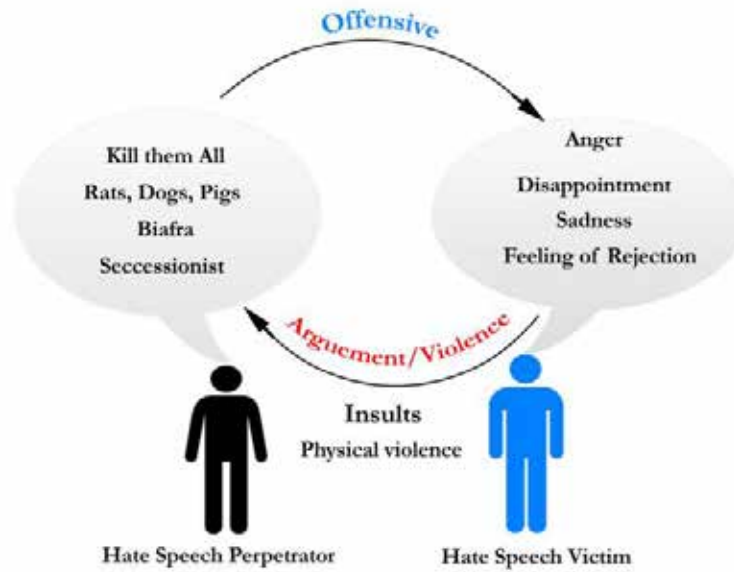 Offensive
Kill them All
Rats, Dogs, Pigs
Biafra
Seccessionist
Anger
Disappointment
Sadness
Feeling of Rejection
Arguement/Violence
Insults
Physical violence
Hate Speech Perpetrator
Hate Speech Victim